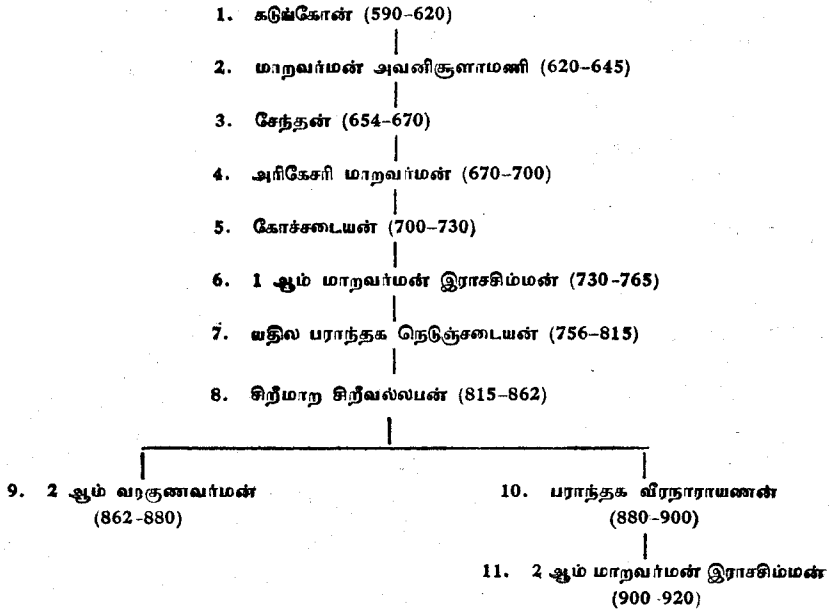 1. கடுங்கோன் (590-620)
2. மாறவர்மன் அவனிசூளாமணி (620-645)
3. சேந்தன் (654-670)
4. அரிகேசரி மாறவர்மன் (670-700)
5. கோச்சடையன் (700-730)
6. 1 ஆம் மாறவர்மன் இராசசிம்மன் (730-765)
7. யதில பராந்தக நெடுஞ்சடையன் (756-815)
8. சிறீமாற சிறீவல்லபன் (815-862)
9. 2 ஆம் வரகுணவர்மன் 10. பராந்தக வீரநாராயணன்
(862-880) (880-900)
11. 2 ஆம் மாறவர்மன் இராசசிம்மன்
(900-920)